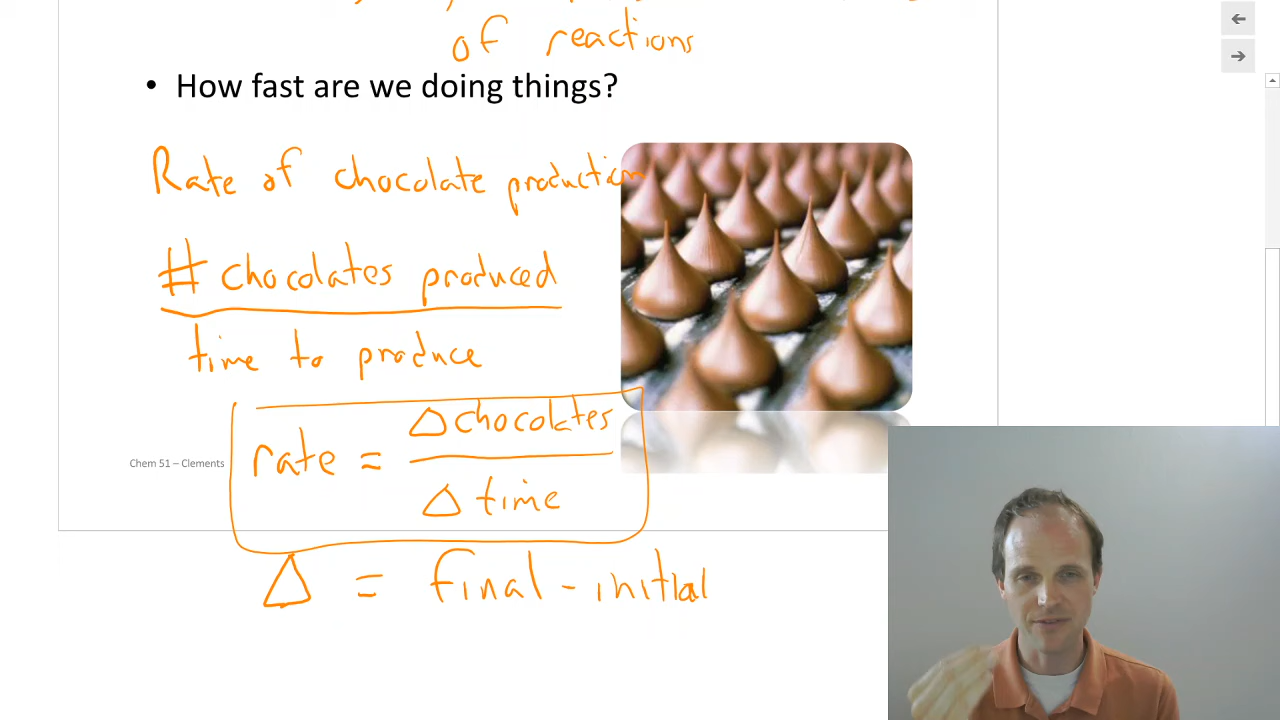 of reactions
• How fast are we doing things?
Rate of chocolate production
# chocolates produced
time to produce
rate = Δ chocolates
Δ time
Chem 51 – Clements
Δ = final - initial